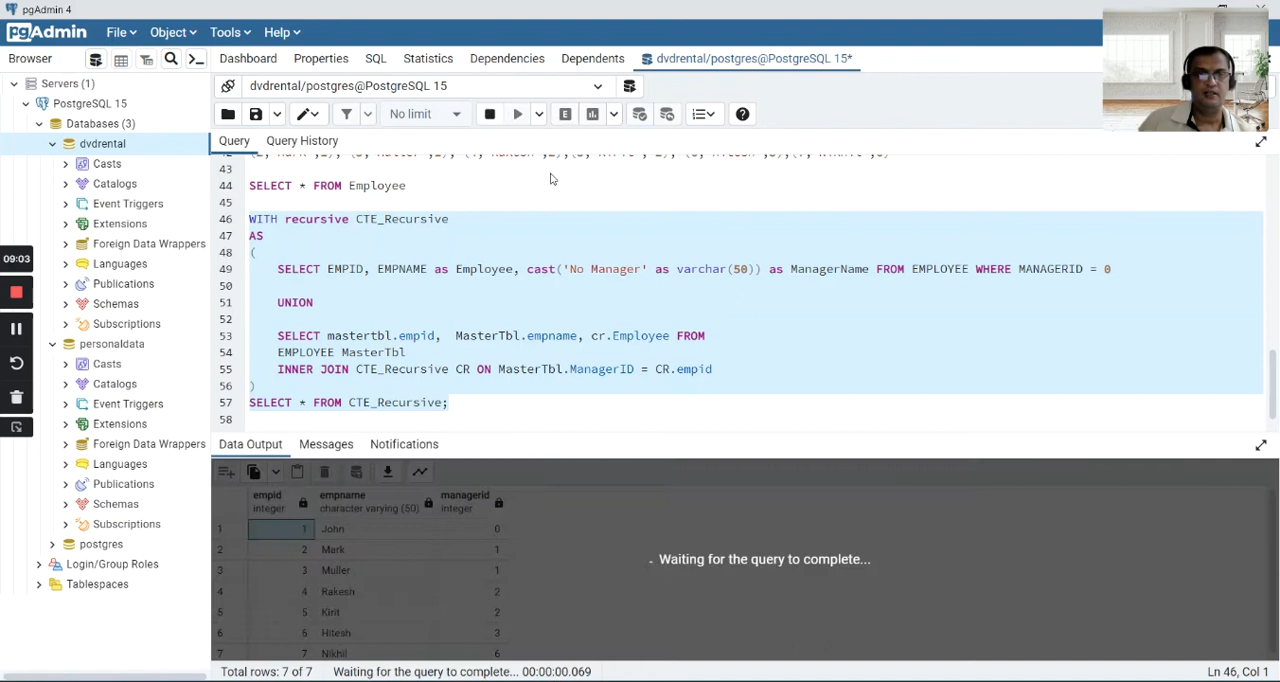 pgAdmin 4
pgAdmin File Object Tools Help
Browser Dashboard Properties SQL Statistics Dependencies Dependents dvdrental/postgres@PostgreSQL 15*
Servers (1)
PostgreSQL 15
Databases (3)
dvdrental
Casts
Catalogs
Event Triggers
Extensions
Foreign Data Wrappers
Languages
Publications
Schemas
Subscriptions
personaldata
Casts
Catalogs
Event Triggers
Extensions
Foreign Data Wrappers
Languages
Publications
Schemas
Subscriptions
postgres
Login/Group Roles
Tablespaces
09:03
dvdrental/postgres@PostgreSQL 15
No limit E
Query Query History
43
44 SELECT * FROM Employee
45
46 WITH recursive CTE_Recursive
47 AS
48 (
49 SELECT EMPID, EMPNAME as Employee, cast('No Manager' as varchar(50)) as ManagerName FROM EMPLOYEE WHERE MANAGERID = 0
50
51 UNION
52
53 SELECT mastertbl.empid, MasterTbl.empname, cr.Employee FROM
54 EMPLOYEE MasterTbl
55 INNER JOIN CTE_Recursive CR ON MasterTbl.ManagerID = CR.empid
56 )
57 SELECT * FROM CTE_Recursive;
58
Data Output Messages Notifications
empid empname managerid
integer character varying (50) integer
1 1 John 0
2 2 Mark 1
3 3 Muller 1
4 4 Rakesh 2
5 5 Kirit 2
6 6 Hitesh 3
7 7 Nikhil 6
Waiting for the query to complete...
Total rows: 7 of 7 Waiting for the query to complete... 00:00:00.069 Ln 46, Col 1